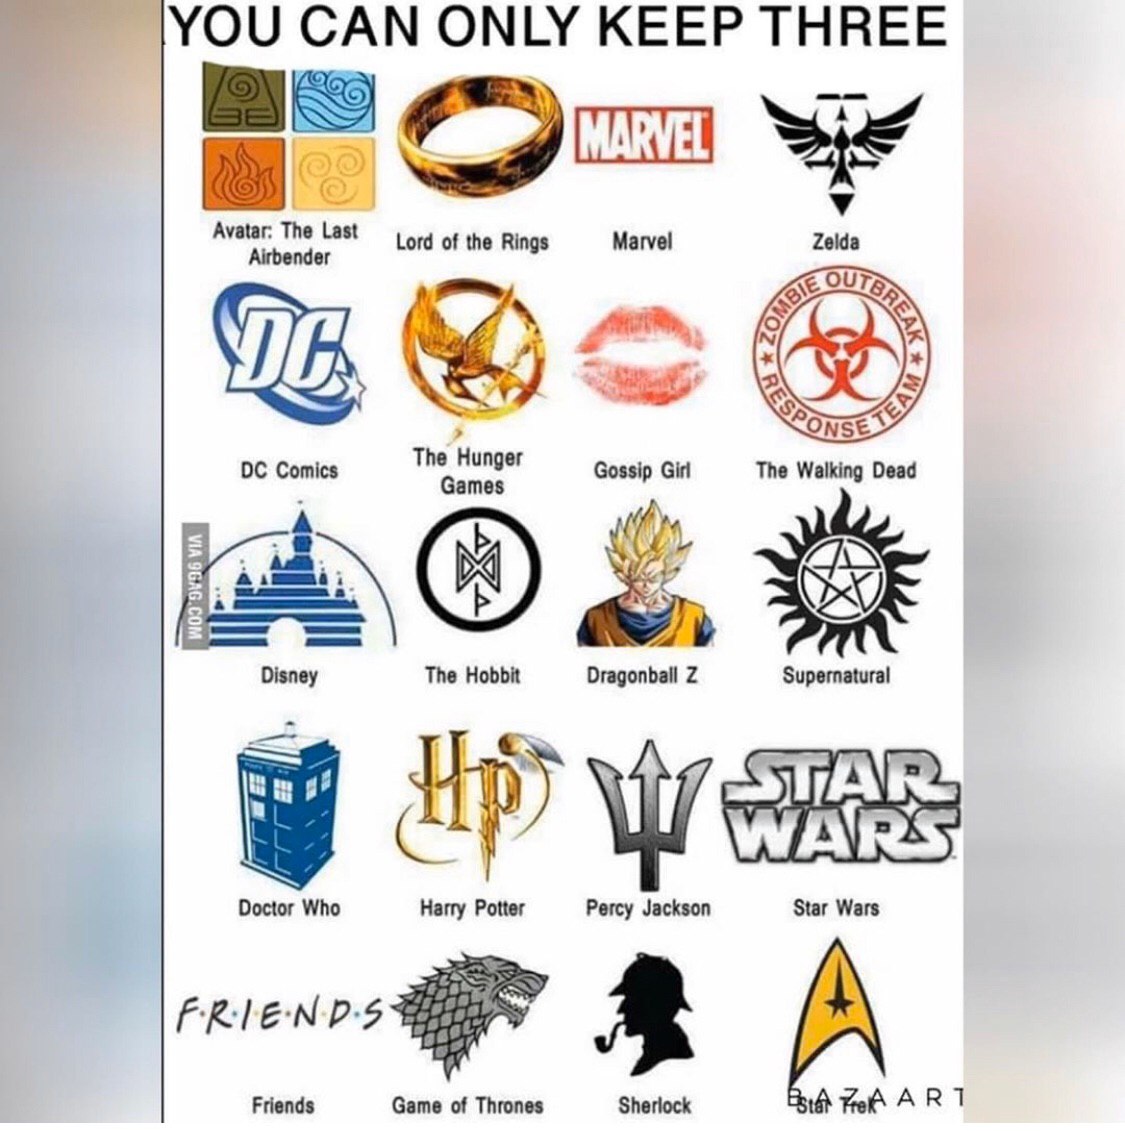 YOU CAN ONLY KEEP THREE
MARVEL
Avatar: The Last
Airbender
Lord of the Rings
Marvel
Zelda
DC
ZOMBIE OUTBREAK
RESPONSE TEAM
DC Comics
The Hunger
Games
Gossip Girl
The Walking Dead
VIA 9GAG.COM
Disney
The Hobbit
Dragonball Z
Supernatural
Hp
STAR
WARS
Doctor Who
Harry Potter
Percy Jackson
Star Wars
F·R·I·E·N·D·S
Friends
Game of Thrones
Sherlock
Star Trek
BAZAART